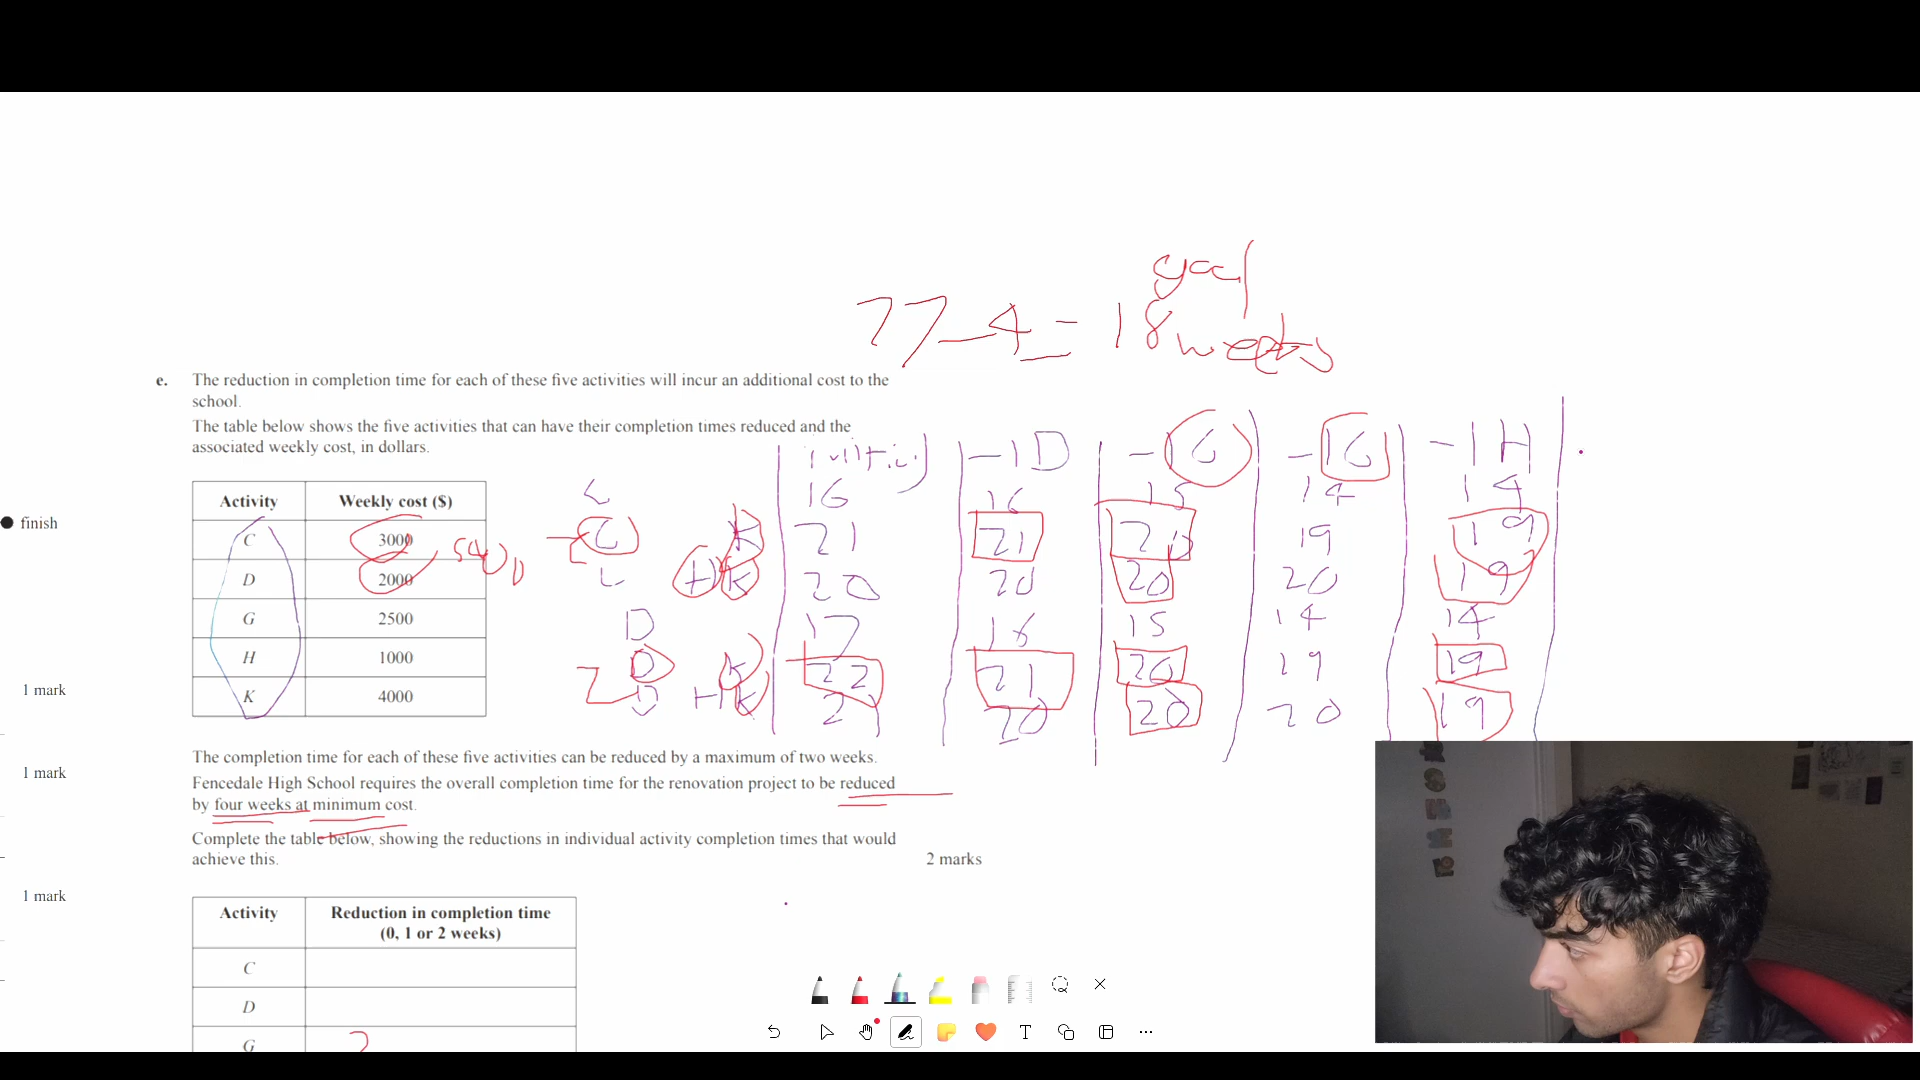 goal
22-4=18weeks
e. The reduction in completion time for each of these five activities will incur an additional cost to the
school.
The table below shows the five activities that can have their completion times reduced and the
associated weekly cost, in dollars.
-1D -G -1G -1H
Activity Weekly cost ($)
16 16 15 14 14
finish
C 3000
C K 21 21 20 19 19
D 2000
HK 20 20 20 20 19
G 2500
D 17 16 15 14 14
H 1000
D K 22 21 20 19 19
1 mark
K 4000
D HK 2 20 20 20 19
The completion time for each of these five activities can be reduced by a maximum of two weeks.
1 mark
Fencedale High School requires the overall completion time for the renovation project to be reduced
by four weeks at minimum cost.
Complete the table below, showing the reductions in individual activity completion times that would
achieve this. 2 marks
1 mark
Activity Reduction in completion time
(0, 1 or 2 weeks)
C
D
G 2
T